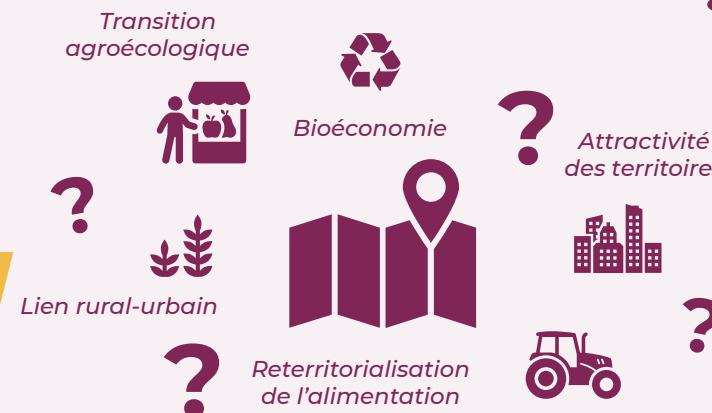 Transition
agroécologique
Bioéconomie
?
Attractivité
des territoire
?
Lien rural-urbain
?
?
Reterritorialisation
de l'alimentation